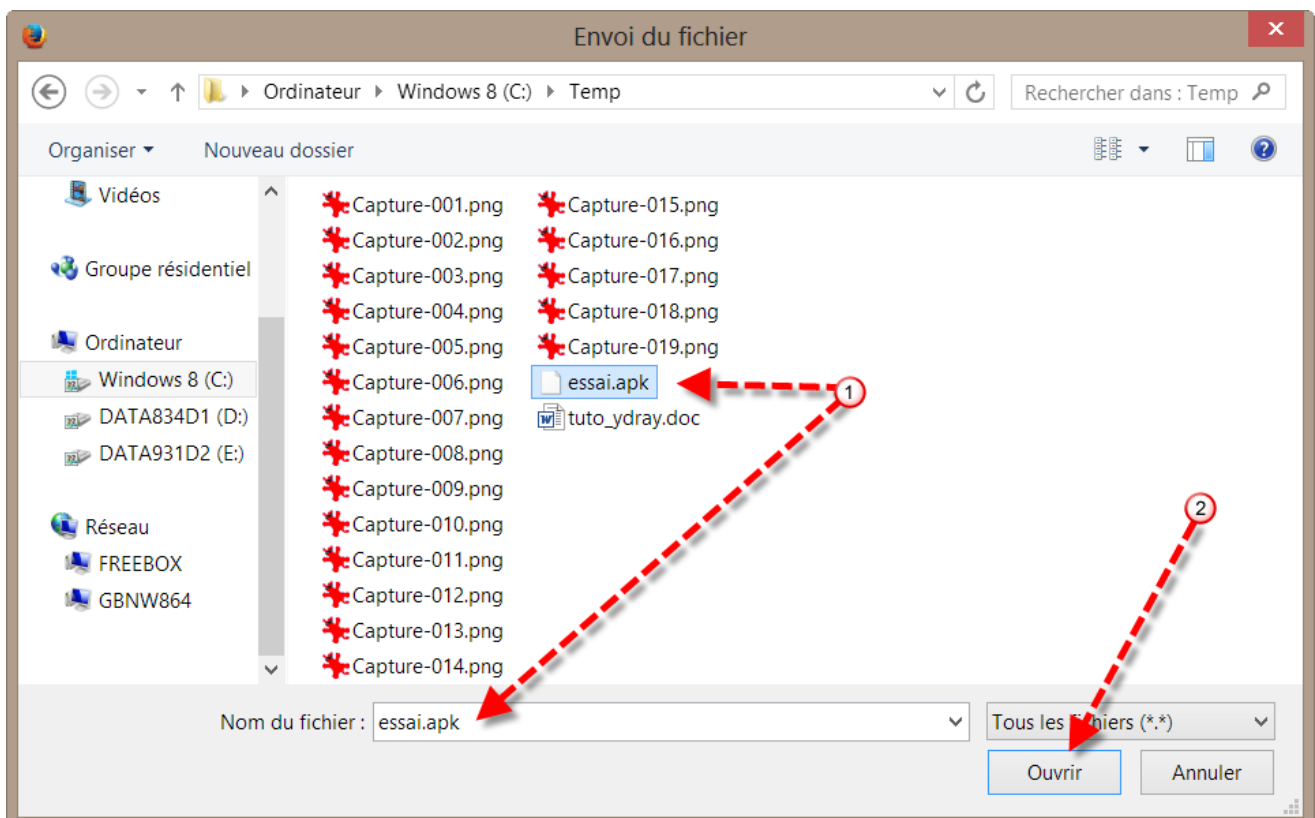 Envoi du fichier
Ordinateur Windows 8 (C:) Temp
Rechercher dans : Temp
Organiser
Nouveau dossier
Vidéos
Groupe résidentiel
Ordinateur
Windows 8 (C:)
DATA834D1 (D:)
DATA931D2 (E:)
Réseau
FREEBOX
GBNW864
Capture-001.png
Capture-002.png
Capture-003.png
Capture-004.png
Capture-005.png
Capture-006.png
Capture-007.png
Capture-008.png
Capture-009.png
Capture-010.png
Capture-011.png
Capture-012.png
Capture-013.png
Capture-014.png
Capture-015.png
Capture-016.png
Capture-017.png
Capture-018.png
Capture-019.png
essai.apk
tuto_ydray.doc
1
2
Nom du fichier : essai.apk
Tous les fichiers (*.*)
Ouvrir
Annuler